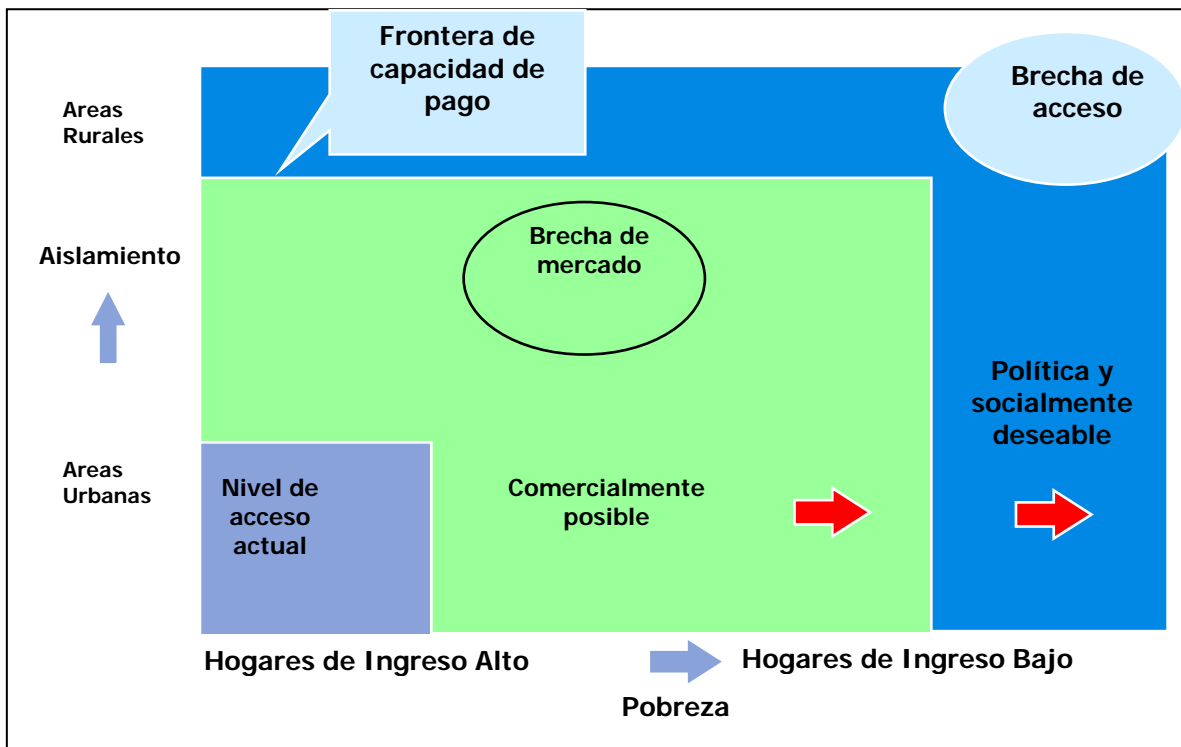 Frontera de
capacidad de
pago
Brecha de
acceso
Areas
Rurales
Brecha de
mercado
Aislamiento
Política y
socialmente
deseable
Areas
Urbanas
Nivel de
acceso
actual
Comercialmente
posible
Hogares de Ingreso Alto
Hogares de Ingreso Bajo
Pobreza